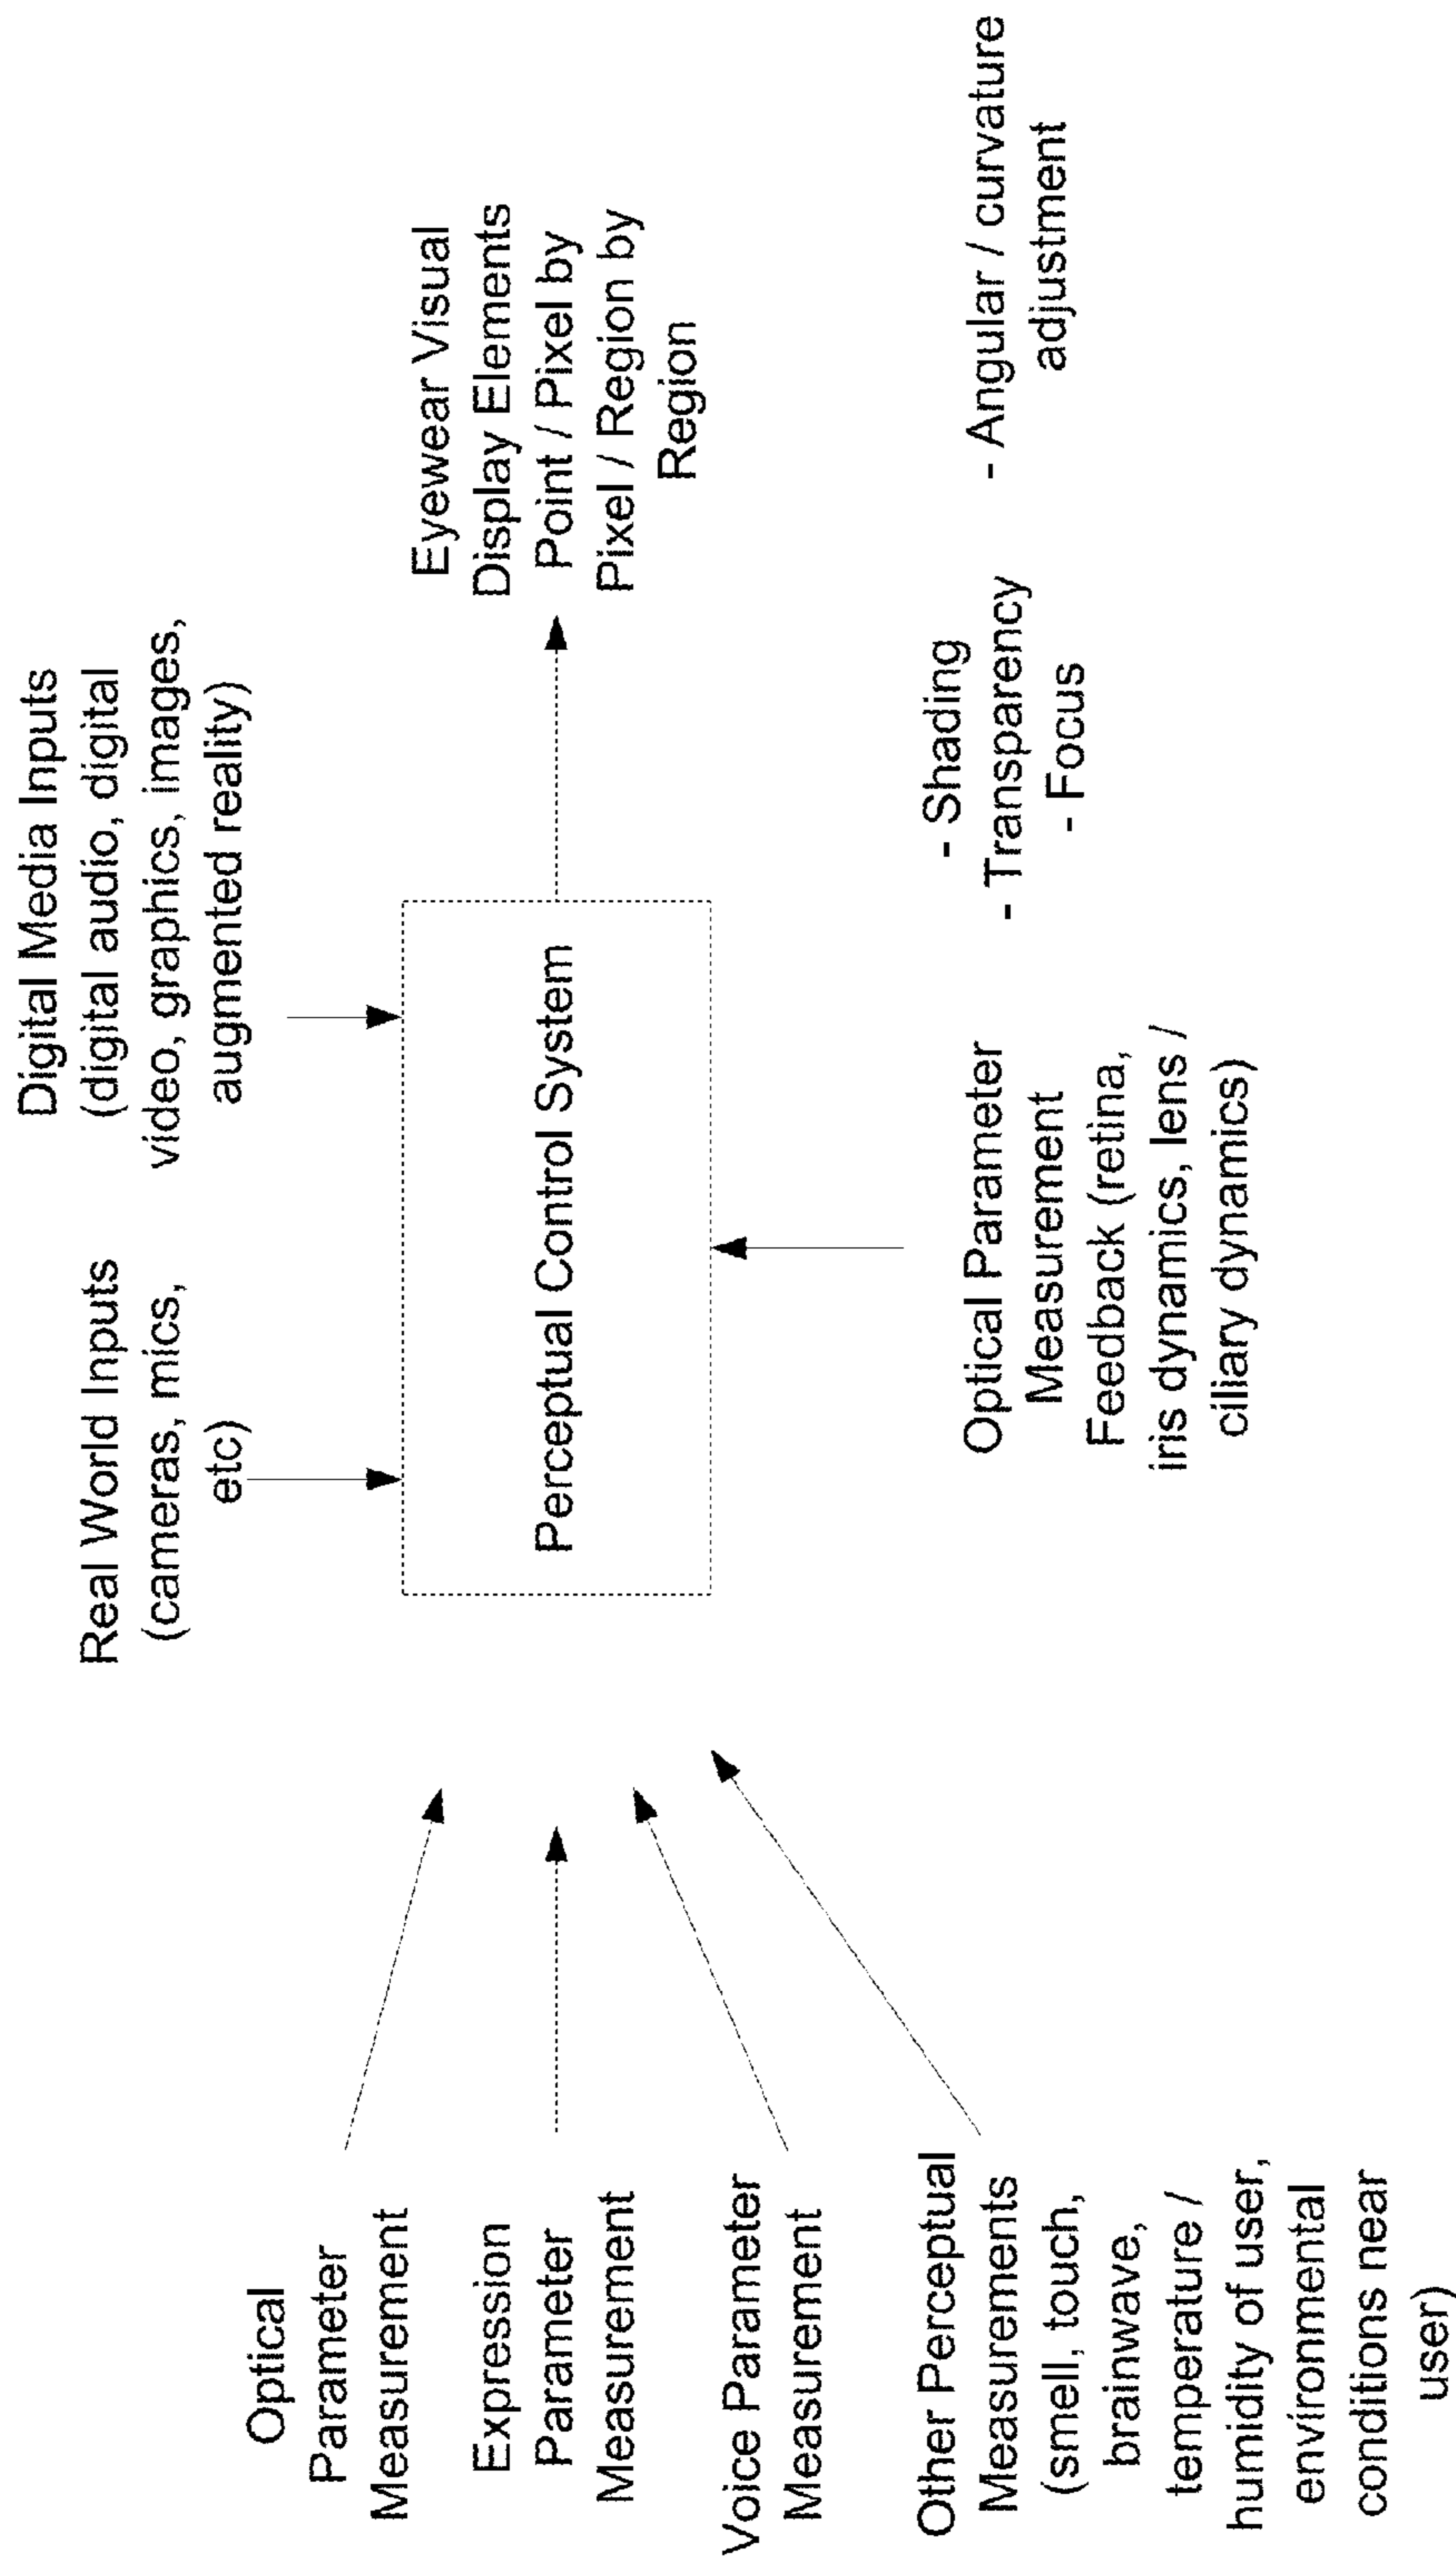 Real World Inputs
(cameras, mics,
etc)
Digital Media Inputs
(digital audio, digital
video, graphics, images,
augmented reality)
Optical
Parameter
Measurement
Expression
Parameter
Measurement
Voice Parameter
Measurement
Other Perceptual
Measurements
(smell, touch,
brainwave,
temperature /
humidity of user,
environmental
conditions near
user)
Perceptual Control System
Eyewear Visual
Display Elements
Point / Pixel by
Pixel / Region by
Region
Optical Parameter
Measurement
Feedback (retina,
iris dynamics, lens /
ciliary dynamics)
- Shading
- Transparency
- Focus
- Angular / curvature
adjustment